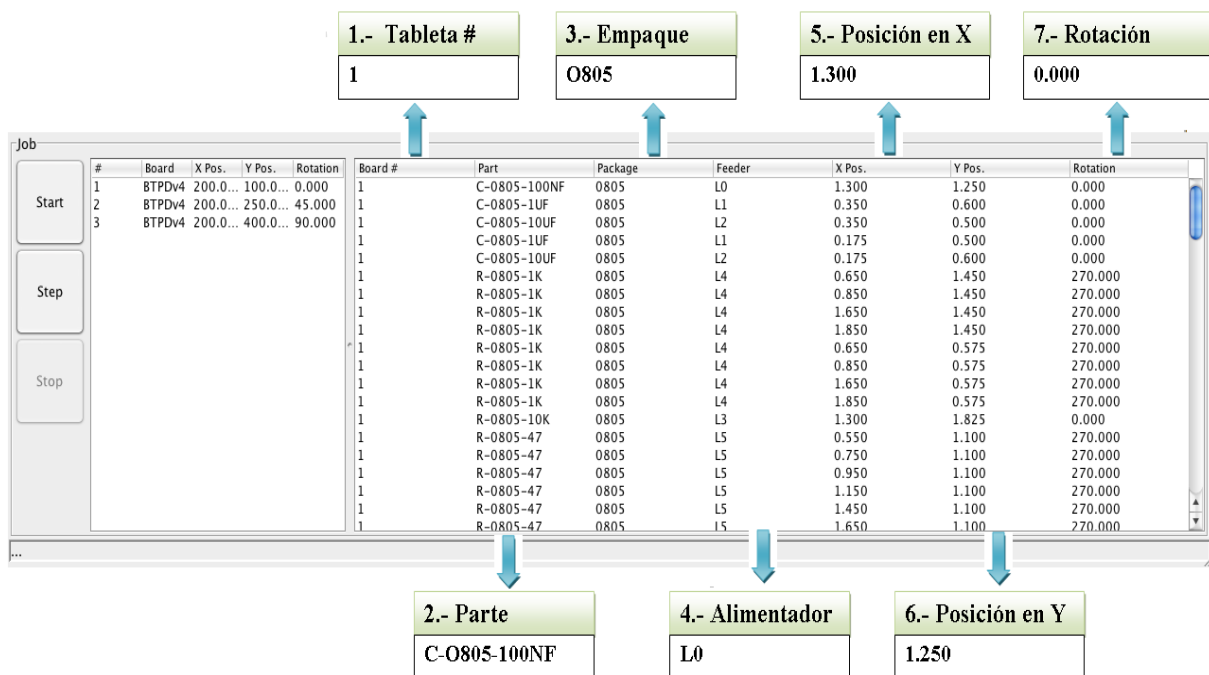 1.- Tableta # 3.- Empaque 5.- Posición en X 7.- Rotación
1 O805 1.300 0.000
Job
# Board X Pos. Y Pos. Rotation Board # Part Package Feeder X Pos. Y Pos. Rotation
1 BTPDv4 200.0... 100.0... 0.000 1 C-0805-100NF 0805 L0 1.300 1.250 0.000
Start 2 BTPDv4 200.0... 250.0... 45.000 1 C-0805-1UF 0805 L1 0.350 0.600 0.000
3 BTPDv4 200.0... 400.0... 90.000 1 C-0805-10UF 0805 L2 0.350 0.500 0.000
1 C-0805-1UF 0805 L1 0.175 0.500 0.000
1 C-0805-10UF 0805 L2 0.175 0.600 0.000
1 R-0805-1K 0805 L4 0.650 1.450 270.000
Step 1 R-0805-1K 0805 L4 0.850 1.450 270.000
1 R-0805-1K 0805 L4 1.650 1.450 270.000
1 R-0805-1K 0805 L4 1.850 1.450 270.000
1 R-0805-1K 0805 L4 0.650 0.575 270.000
1 R-0805-1K 0805 L4 0.850 0.575 270.000
Stop 1 R-0805-1K 0805 L4 1.650 0.575 270.000
1 R-0805-1K 0805 L4 1.850 0.575 270.000
1 R-0805-10K 0805 L3 1.300 1.825 0.000
1 R-0805-47 0805 L5 0.550 1.100 270.000
1 R-0805-47 0805 L5 0.750 1.100 270.000
1 R-0805-47 0805 L5 0.950 1.100 270.000
1 R-0805-47 0805 L5 1.150 1.100 270.000
1 R-0805-47 0805 L5 1.450 1.100 270.000
1 R-0805-47 0805 L5 1.650 1.100 270.000
...
2.- Parte 4.- Alimentador 6.- Posición en Y
C-O805-100NF L0 1.250